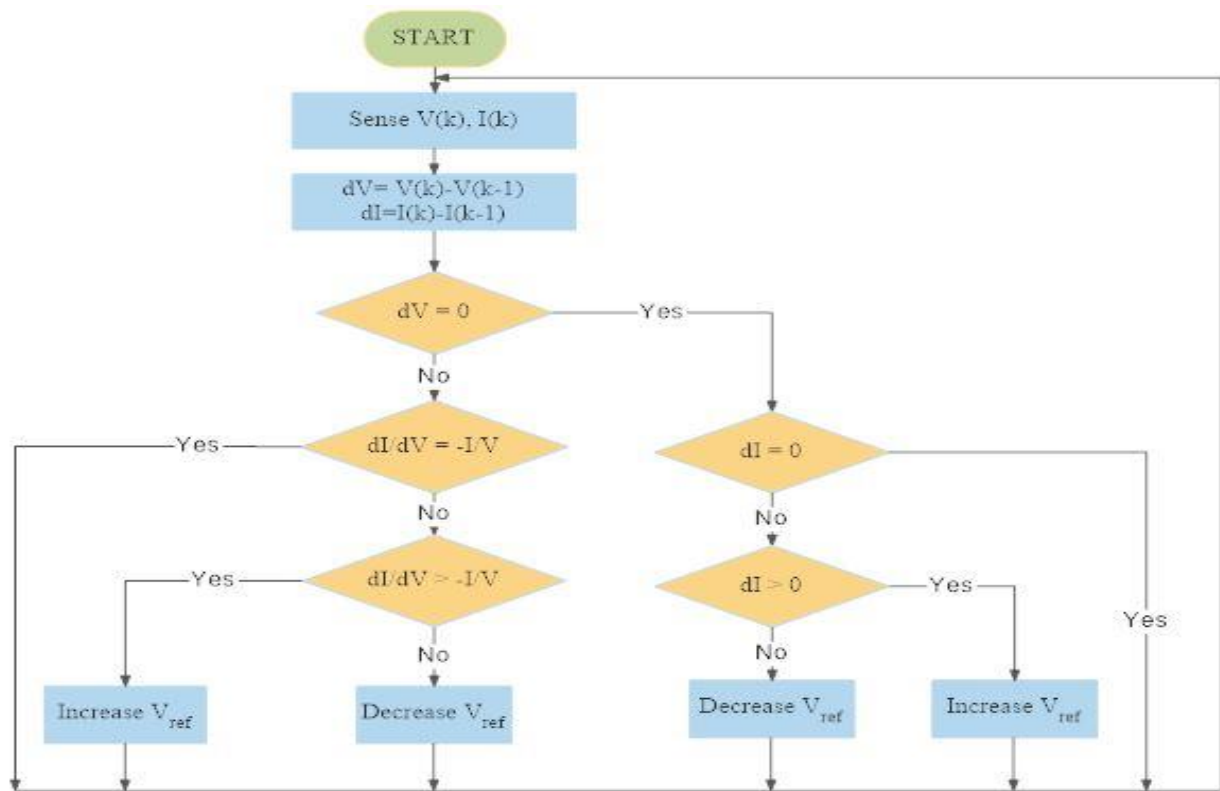 START
Sense V(k), I(k)
dV= V(k)-V(k-1)
dI=I(k)-I(k-1)
dV = 0
Yes
No
Yes
dI/dV = -I/V
dI = 0
No
No
Yes
dI/dV > -I/V
dI > 0
Yes
Yes
No
No
Increase Vref
Decrease Vref
Decrease Vref
Increase Vref